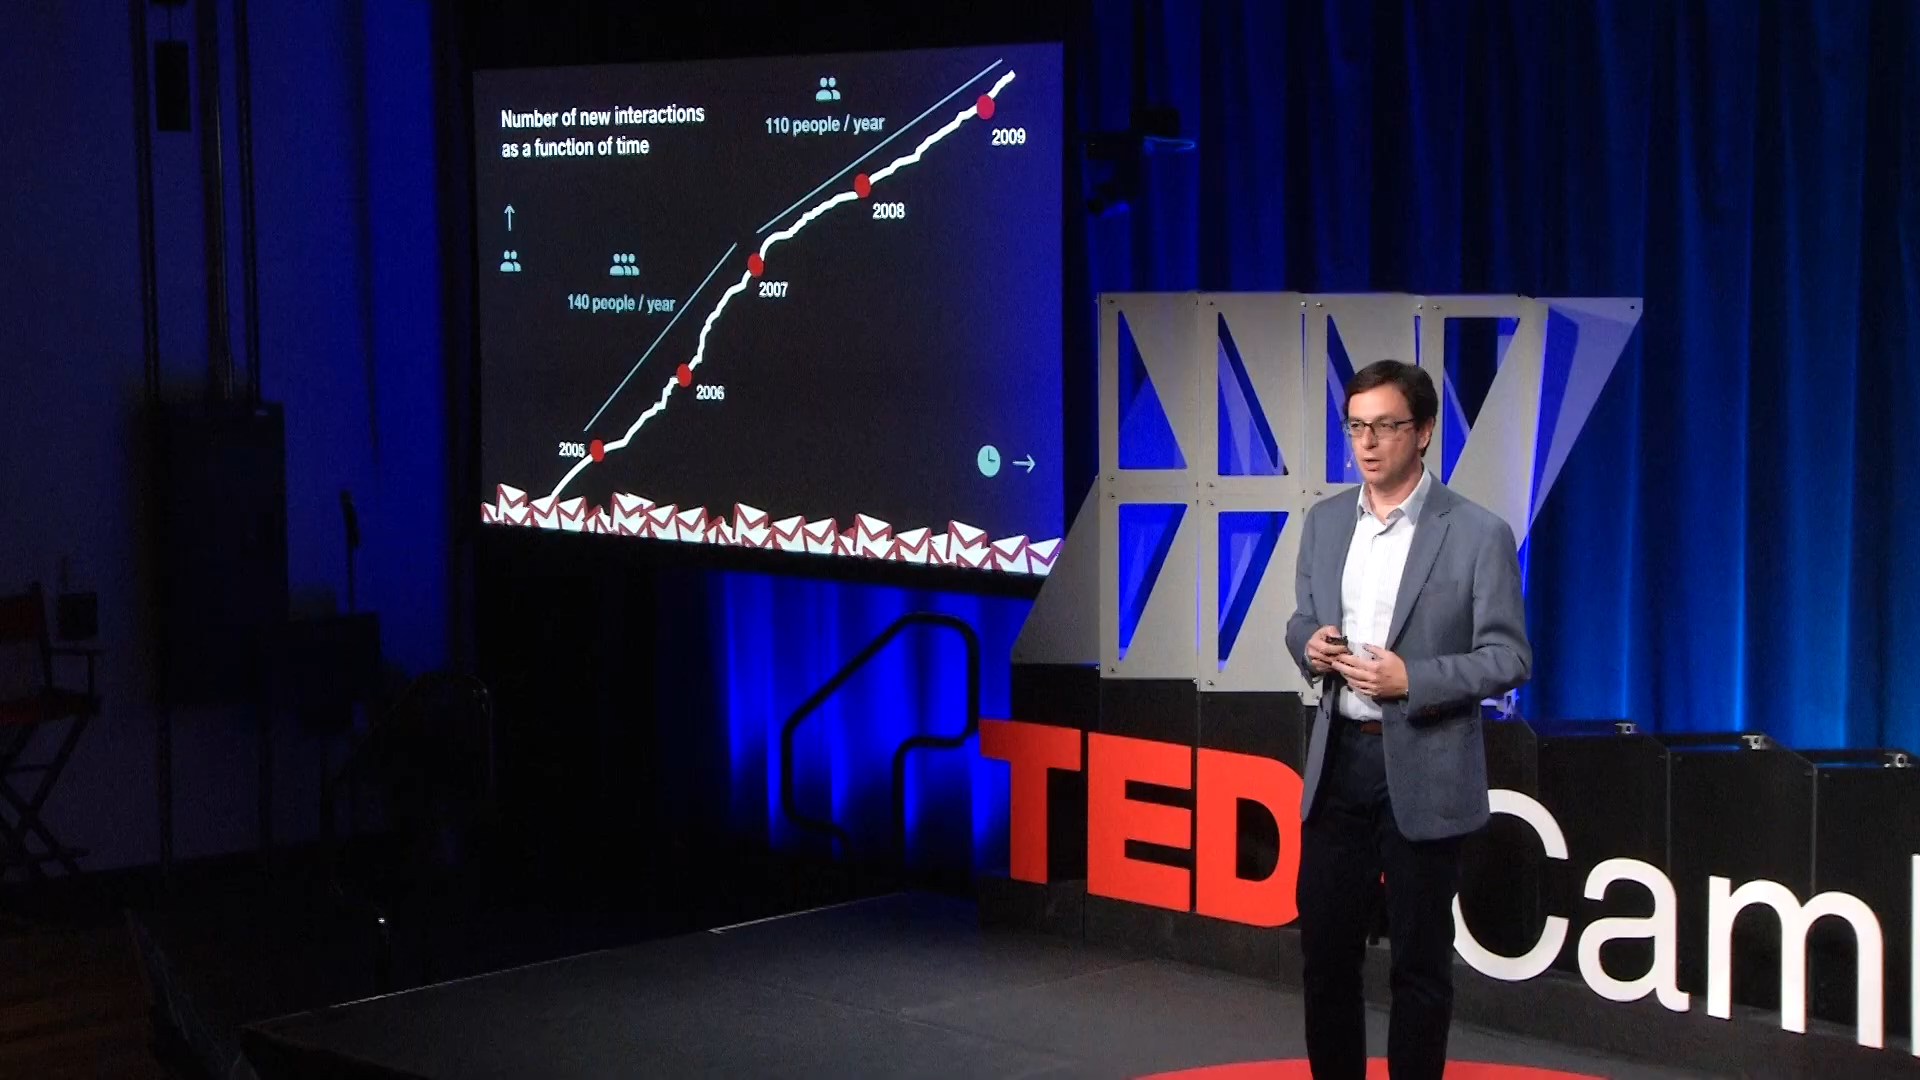 Number of new interactions
as a function of time
110 people / year
2009
2008
140 people / year
2007
2006
2005
TED
Cam